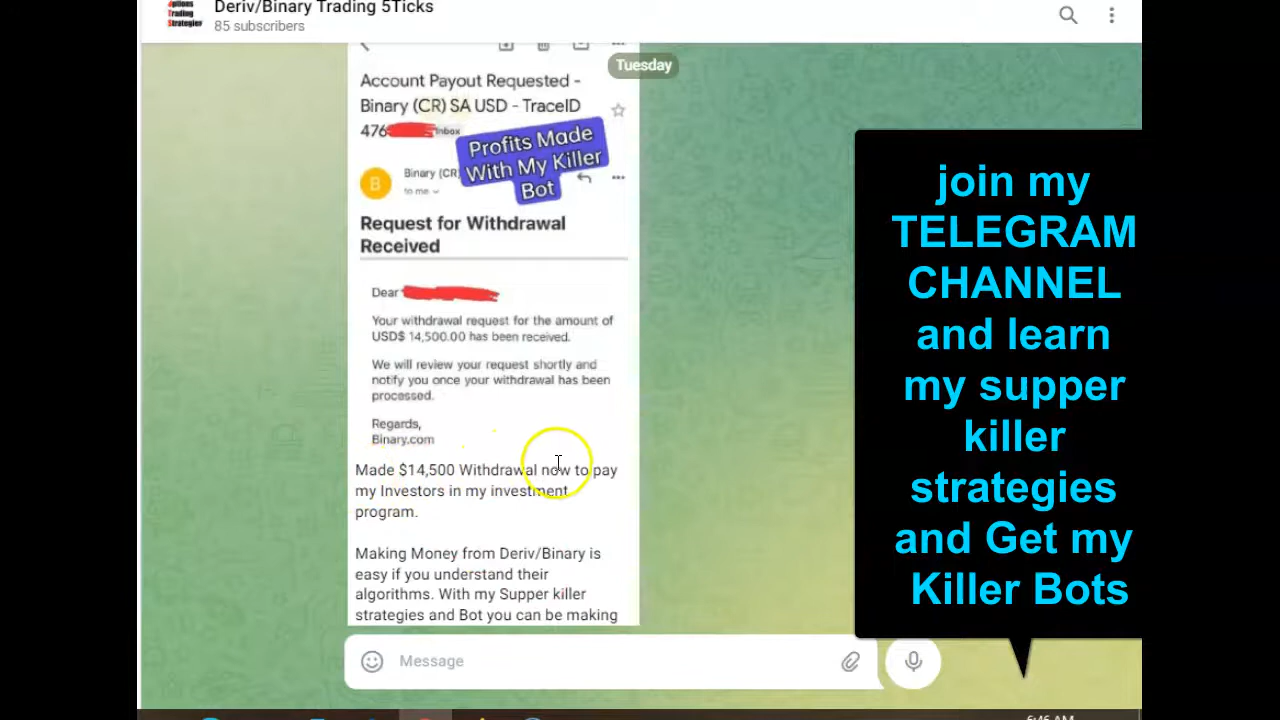 Options
Trading
Strategies
Deriv/Binary Trading 5Ticks
85 subscribers
Tuesday
Account Payout Requested -
Binary (CR) SA USD - TraceID
476
Inbox
Profits Made
With My Killer
Bot
B
Binary (CR)
to me
Request for Withdrawal
Received
Dear
Your withdrawal request for the amount of
USD$ 14,500.00 has been received.
We will review your request shortly and
notify you once your withdrawal has been
processed.
Regards,
Binary.com
Made $14,500 Withdrawal now to pay
my Investors in my investment
program.
Making Money from Deriv/Binary is
easy if you understand their
algorithms. With my Supper killer
strategies and Bot you can be making
Message
join my
TELEGRAM
CHANNEL
and learn
my supper
killer
strategies
and Get my
Killer Bots
6:46 AM